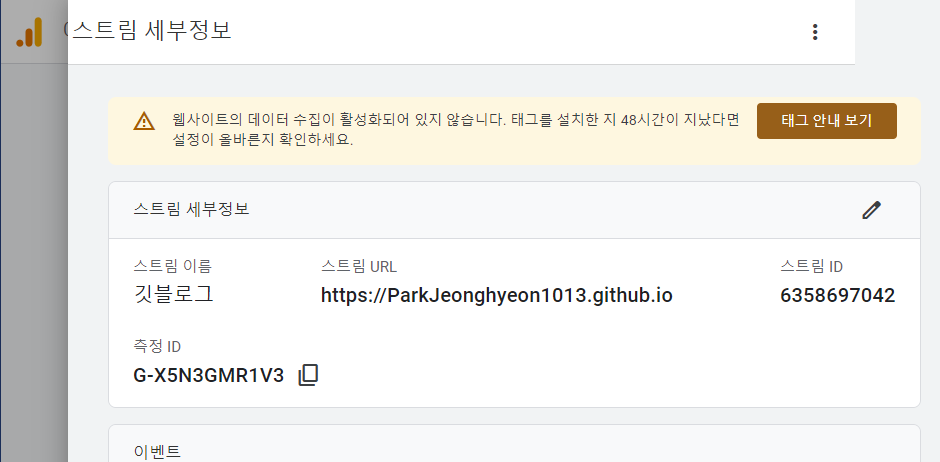 스트림 세부정보
웹사이트의 데이터 수집이 활성화되어 있지 않습니다. 태그를 설치한 지 48시간이 지났다면
설정이 올바른지 확인하세요.
태그 안내 보기
스트림 세부정보
스트림 이름
깃블로그
스트림 URL
https://ParkJeonghyeon1013.github.io
스트림 ID
6358697042
측정 ID
G-X5N3GMR1V3
이벤트